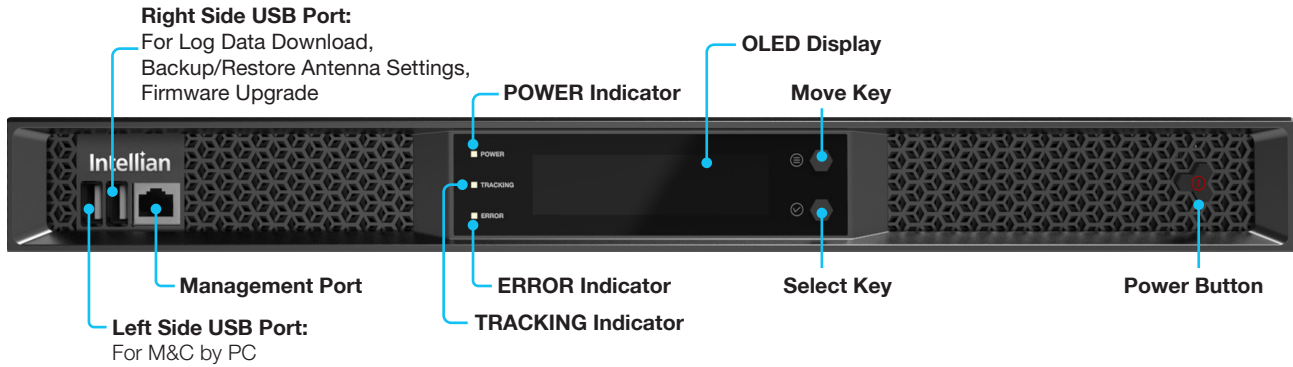 Right Side USB Port:
For Log Data Download,
Backup/Restore Antenna Settings,
Firmware Upgrade
POWER Indicator
OLED Display
Move Key
Intellian
POWER
TRACKING
ERROR
Management Port
ERROR Indicator
Select Key
Power Button
Left Side USB Port:
For M&C by PC
TRACKING Indicator